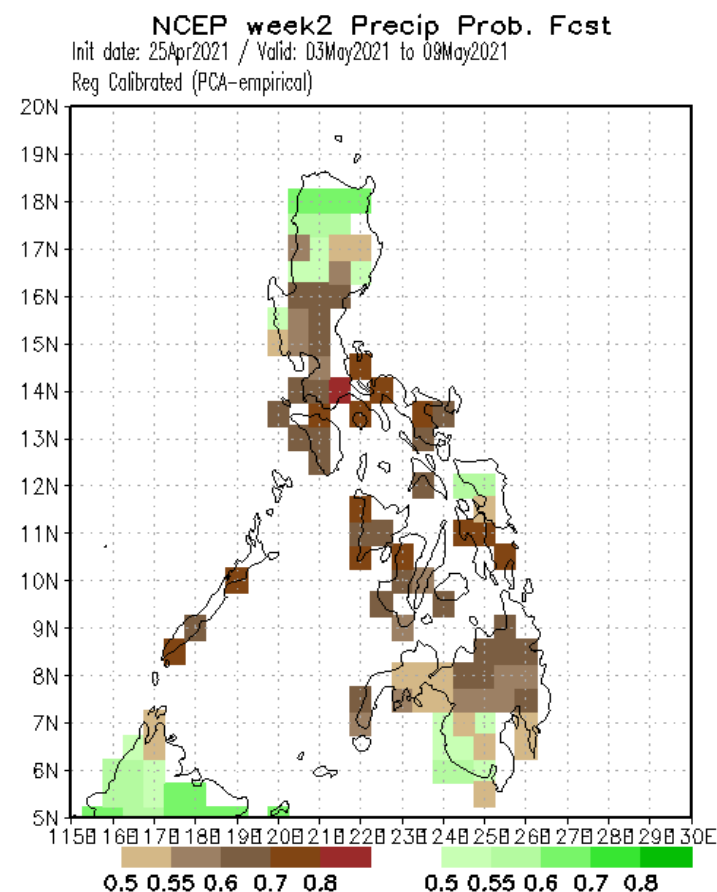 NCEP week2 Precip Prob. Fcst
Init date: 25Apr2021 / Valid: 03May2021 to 09May2021
Reg Calibrated (PCA-empirical)
20N
19N
18N
17N
16N
15N
14N
13N
12N
11N
10N
9N
8N
7N
6N
5N
115E 116E 117E 118E 119E 120E 121E 122E 123E 124E 125E 126E 127E 128E 129E 130E
0.5 0.55 0.6 0.7 0.8 0.5 0.55 0.6 0.7 0.8